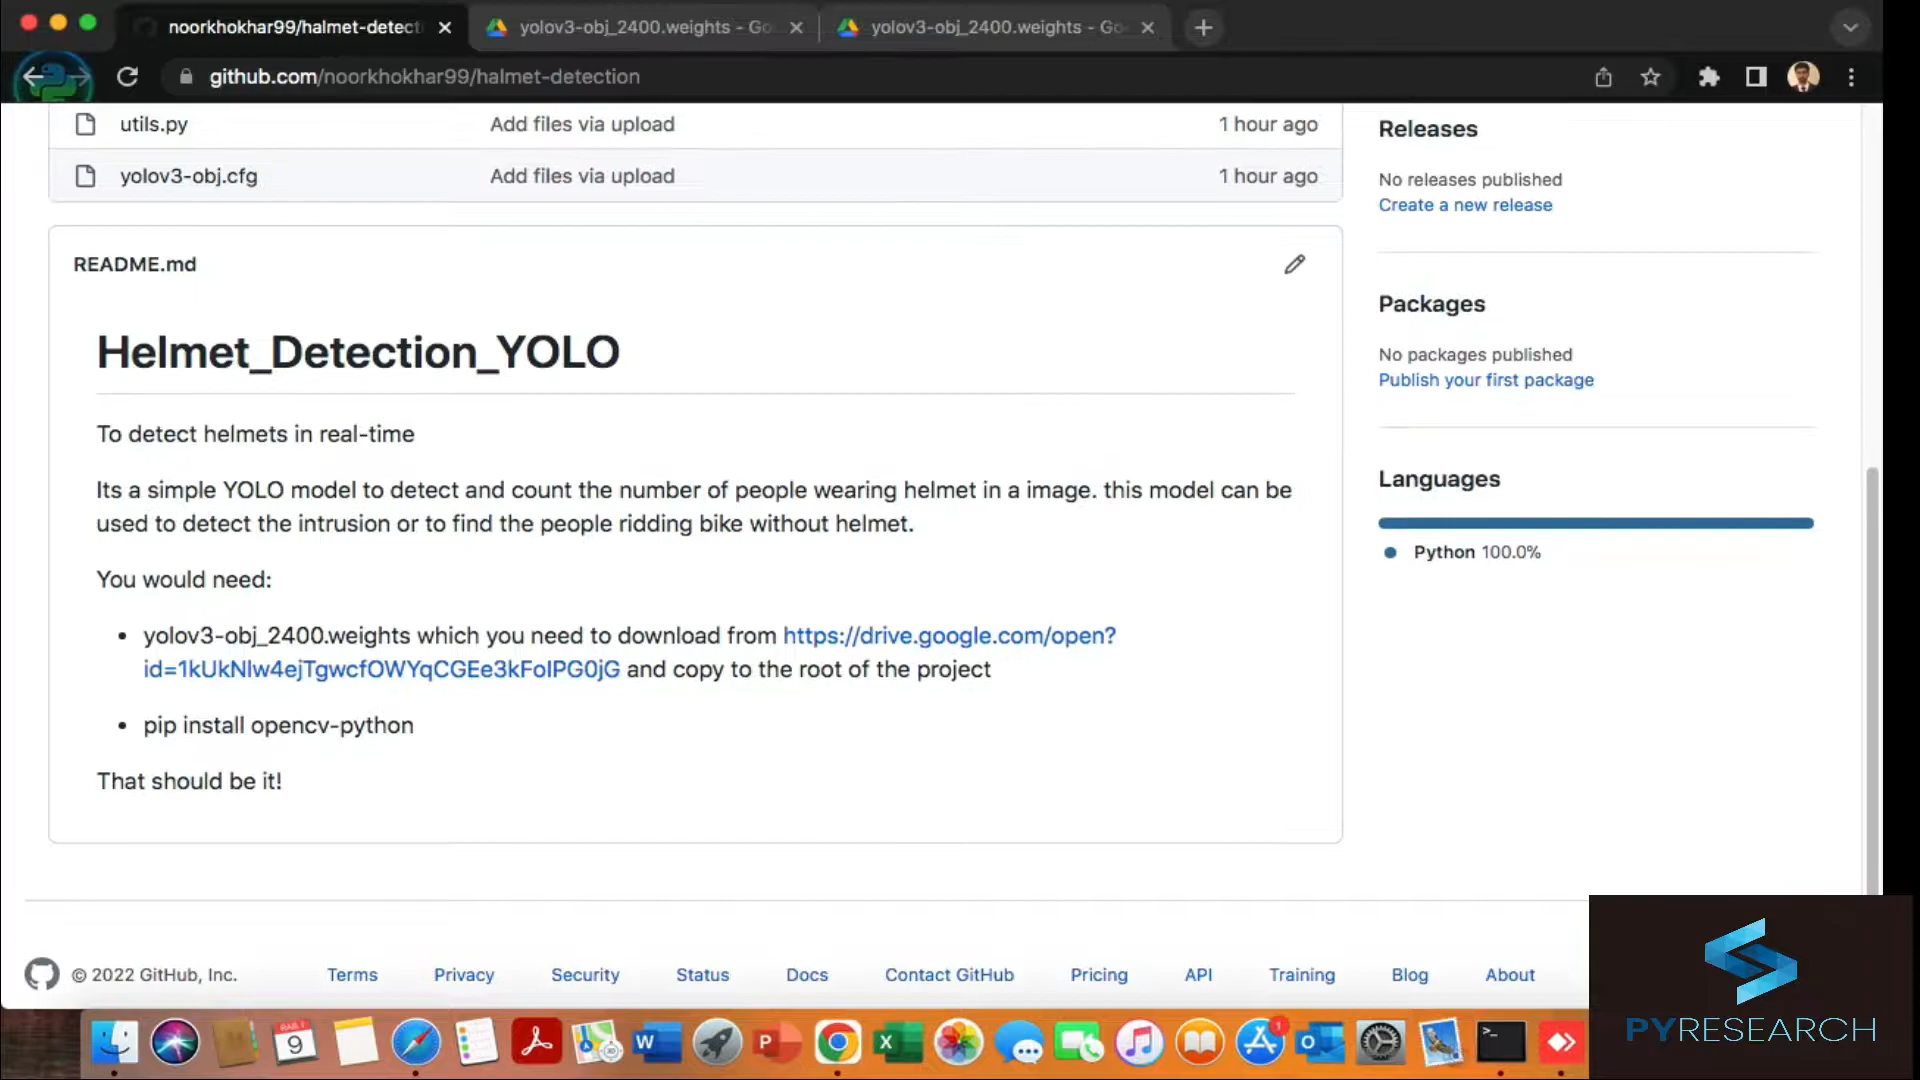 noorkhokhar99/halmet-detecti
yolov3-obj_2400.weights - Go
yolov3-obj_2400.weights - Go
github.com/noorkhokhar99/halmet-detection
utils.py
Add files via upload
1 hour ago
yolov3-obj.cfg
Add files via upload
1 hour ago
README.md
Helmet_Detection_YOLO
To detect helmets in real-time
Its a simple YOLO model to detect and count the number of people wearing helmet in a image. this model can be
used to detect the intrusion or to find the people ridding bike without helmet.
You would need:
yolov3-obj_2400.weights which you need to download from https://drive.google.com/open?
id=1kUkNlw4ejTgwcfOWYqCGEe3kFoIPG0jG and copy to the root of the project
pip install opencv-python
That should be it!
Releases
No releases published
Create a new release
Packages
No packages published
Publish your first package
Languages
Python 100.0%
© 2022 GitHub, Inc.
Terms
Privacy
Security
Status
Docs
Contact GitHub
Pricing
API
Training
Blog
About
9
W
P
X
1
O
>_
PYRESEARCH